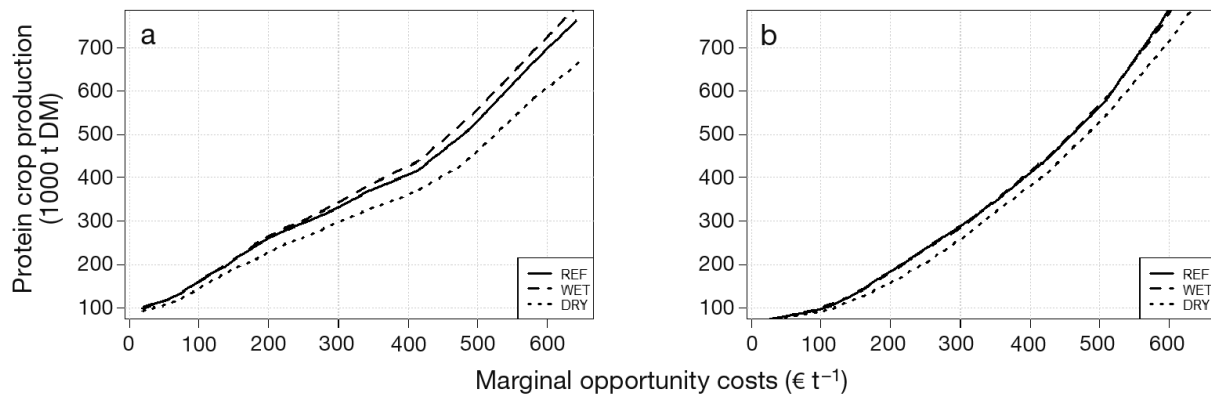 a
b
Protein crop production
(1000 t DM)
700
600
500
400
300
200
100
0 100 200 300 400 500 600
REF
WET
DRY
700
600
500
400
300
200
100
0 100 200 300 400 500 600
REF
WET
DRY
Marginal opportunity costs (€ t⁻¹)